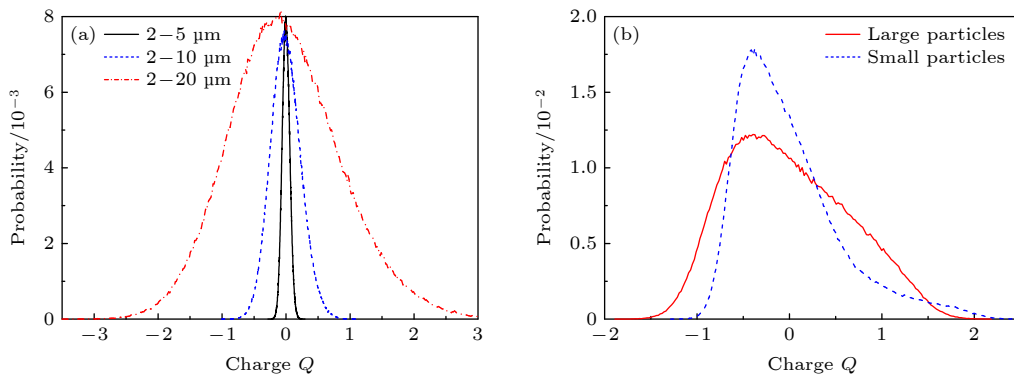 (a)
2−5 µm
2−10 µm
2−20 µm
Probability/10⁻³
8
6
4
2
0
−3
−2
−1
0
1
2
3
Charge Q
(b)
Large particles
Small particles
Probability/10⁻²
2.0
1.5
1.0
0.5
0
−2
−1
0
1
2
Charge Q